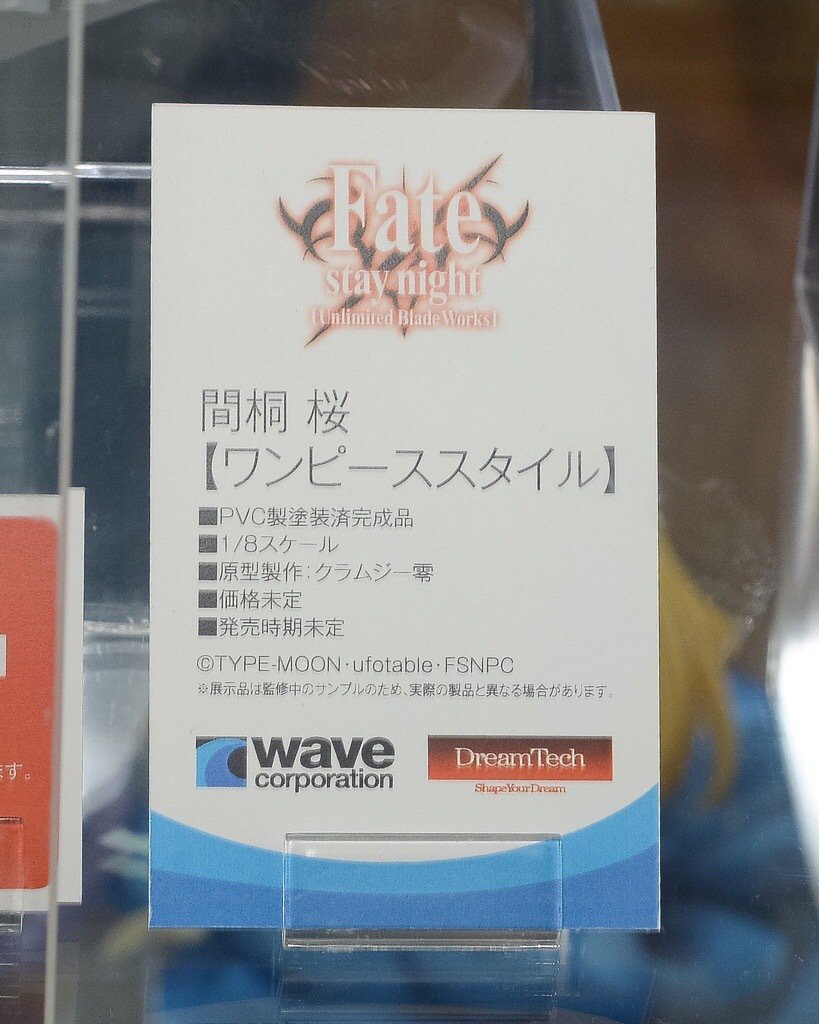 Fate
stay night
[Unlimited Blade Works]
間桐 桜
【ワンピーススタイル】
■PVC製塗装済完成品
■1/8スケール
■原型製作：クラムジー零
■価格未定
■発売時期未定
©TYPE-MOON・ufotable・FSNPC
※展示品は監修中のサンプルのため、実際の製品と異なる場合があります。
wave
corporation
DreamTech
ShapeYourDream
ます。